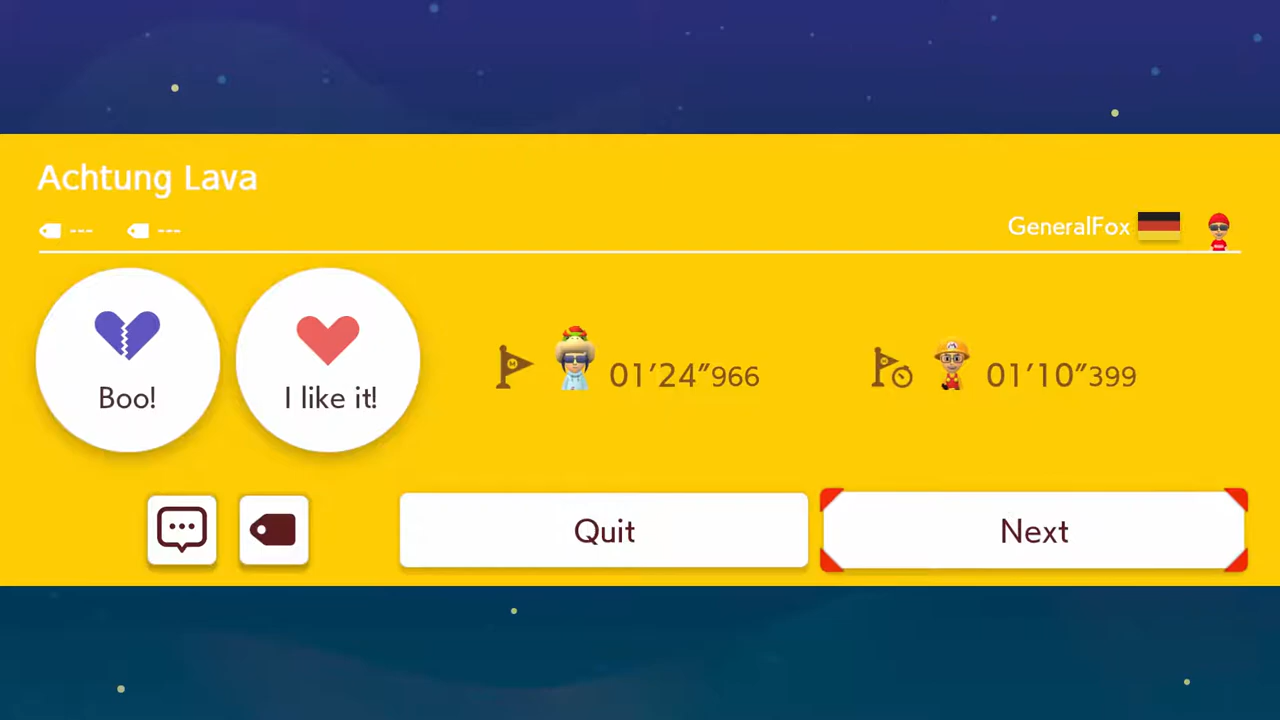 Achtung Lava
--- ---
GeneralFox
Boo!
I like it!
01'24"966
01'10"399
Quit
Next